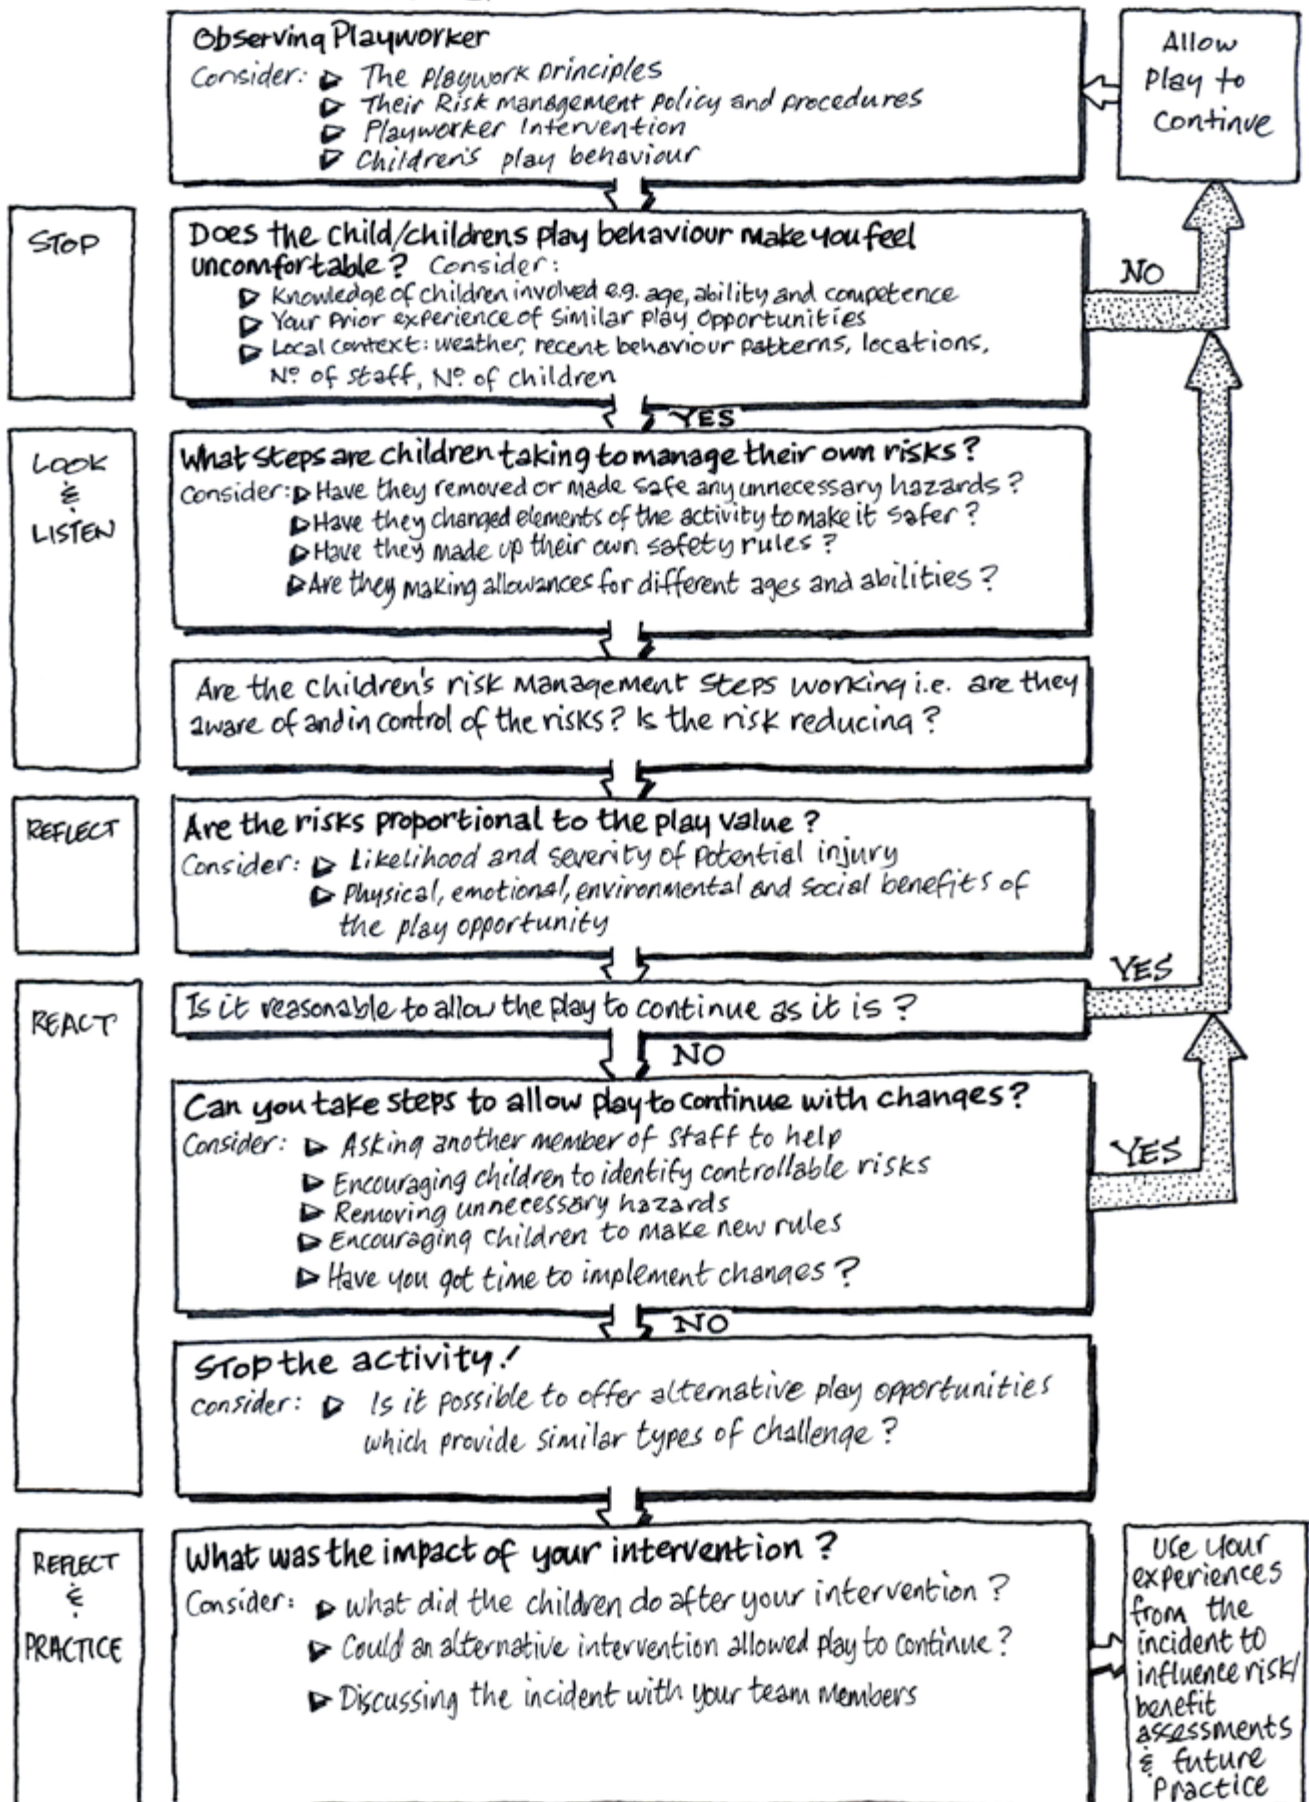 Observing Playworker
Consider: ▷ The Playwork Principles
▷ Their Risk management Policy and procedures
▷ Playworker Intervention
▷ Children's play behaviour
Allow
Play to
Continue
STOP
Does the child/childrens play behaviour make you feel
uncomfortable? Consider:
▷ Knowledge of children involved e.g. age, ability and competence
▷ Your Prior experience of similar play opportunities
▷ Local context: weather, recent behaviour patterns, locations,
Nº of staff, Nº of children
NO
YES
LOOK
&
LISTEN
What steps are children taking to manage their own risks?
Consider: ▷ Have they removed or made safe any unnecessary hazards?
▷ Have they changed elements of the activity to make it safer?
▷ Have they made up their own safety rules?
▷ Are they making allowances for different ages and abilities?
Are the children's risk management steps working i.e. are they
aware of and in control of the risks? Is the risk reducing?
REFLECT
Are the risks proportional to the play value?
Consider: ▷ Likelihood and severity of potential injury
▷ Physical, emotional, environmental and social benefits of
the play opportunity
REACT
Is it reasonable to allow the play to continue as it is?
YES
NO
Can you take steps to allow play to continue with changes?
Consider: ▷ Asking another member of staff to help
▷ Encouraging children to identify controllable risks
▷ Removing unnecessary hazards
▷ Encouraging children to make new rules
▷ Have you got time to implement changes?
YES
NO
STOP the activity!
consider: ▷ Is it possible to offer alternative play opportunities
which provide similar types of challenge?
REFLECT
&
PRACTICE
What was the impact of your intervention?
Consider: ▷ what did the children do after your intervention?
▷ Could an alternative intervention allowed play to continue?
▷ Discussing the incident with your team members
Use your
experiences
from the
incident to
influence risk/
benefit
assessments
& future
Practice